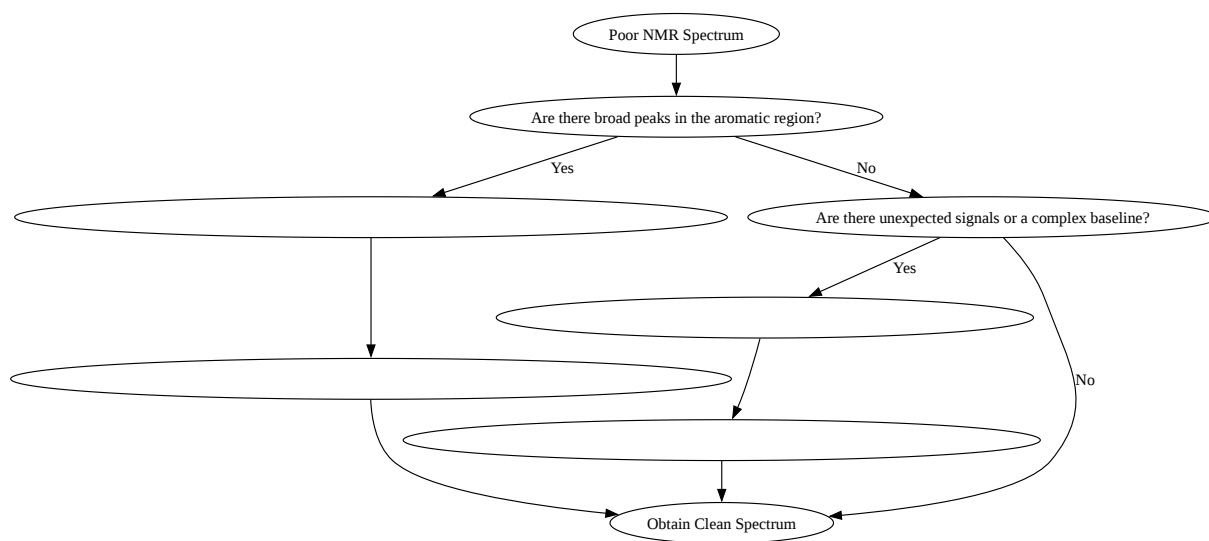 Poor NMR Spectrum
Are there broad peaks in the aromatic region?
Yes
No
Are there unexpected signals or a complex baseline?
Yes
No
Obtain Clean Spectrum